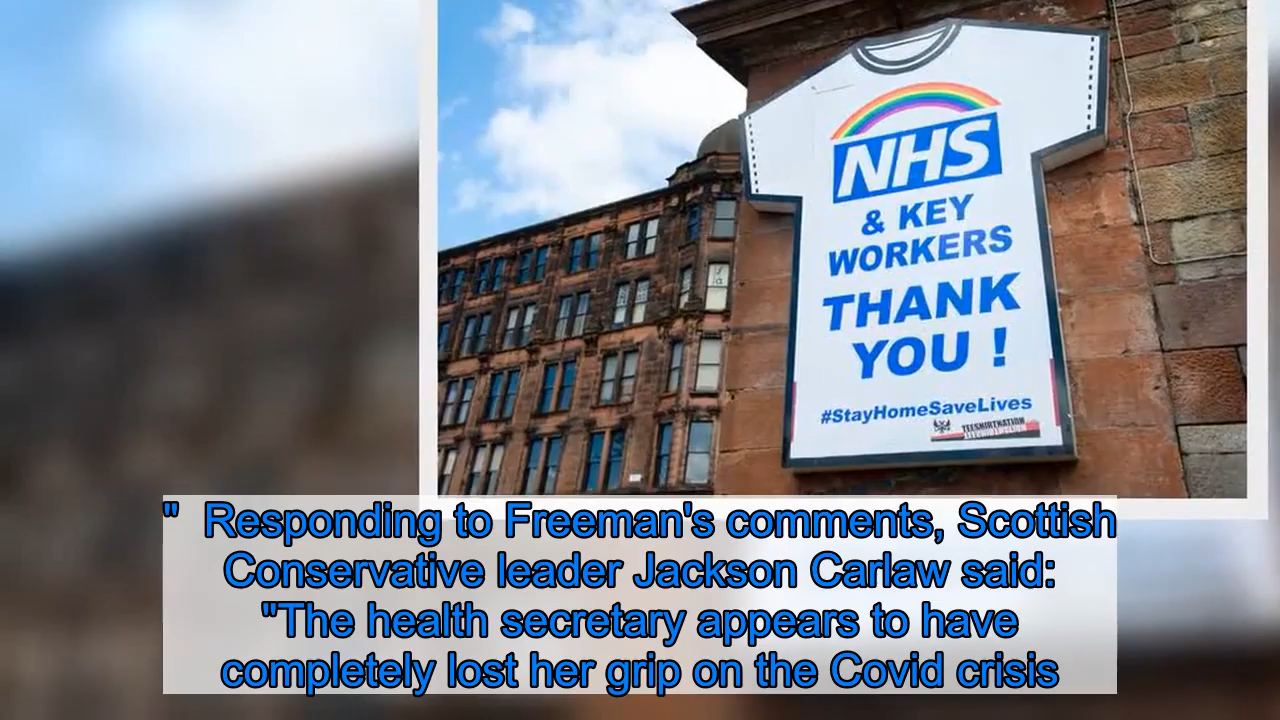 NHS
& KEY
WORKERS
THANK
YOU !
#StayHomeSaveLives
TEESHIRTNATION
" Responding to Freeman's comments, Scottish
Conservative leader Jackson Carlaw said:
"The health secretary appears to have
completely lost her grip on the Covid crisis